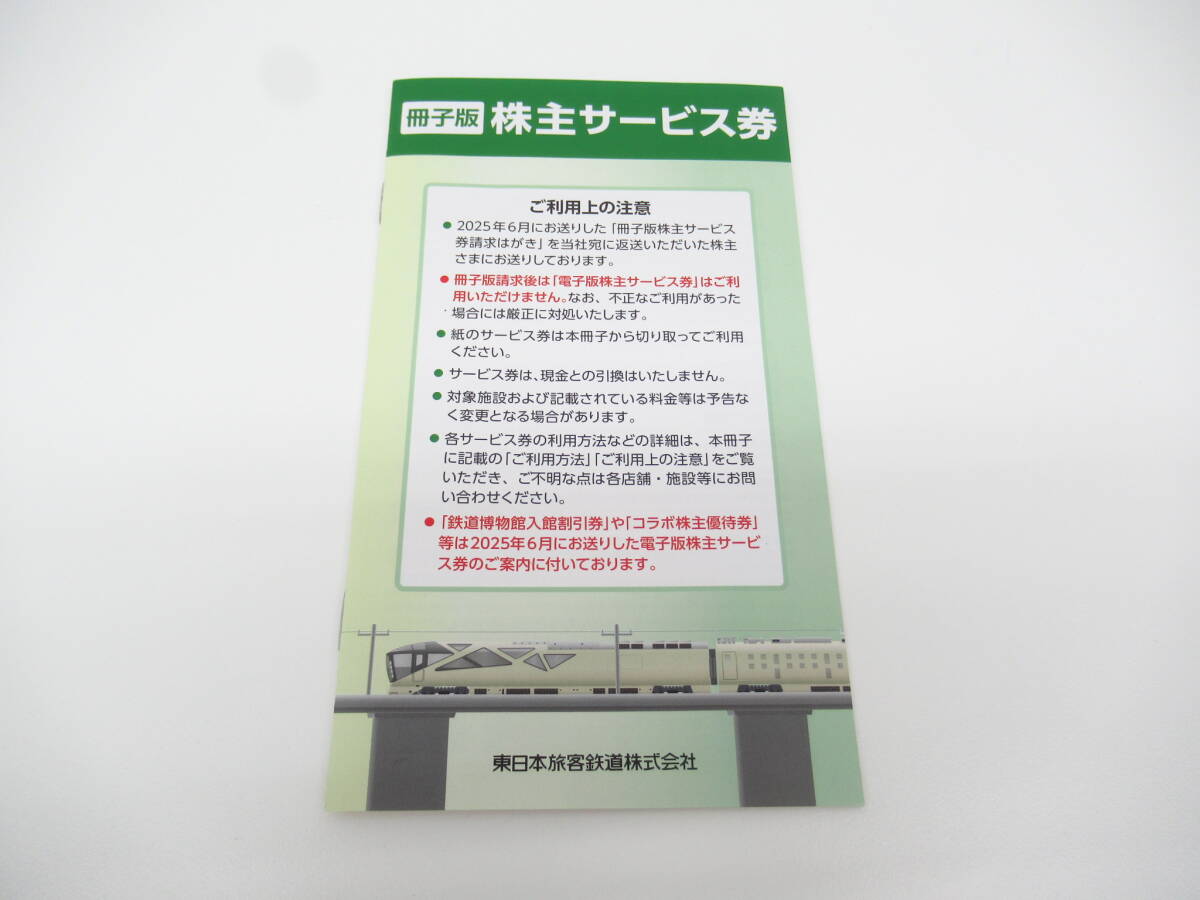 冊子版 株主サービス券
ご利用上の注意
● 2025年6月にお送りした「冊子版株主サービス
券請求はがき」を当社宛に返送いただいた株主
さまにお送りしております。
● 冊子版請求後は「電子版株主サービス券」はご利
用いただけません。なお、不正なご利用があった
場合には厳正に対処いたします。
● 紙のサービス券は本冊子から切り取ってご利用
ください。
● サービス券は、現金との引換はいたしません。
● 対象施設および記載されている料金等は予告な
く変更となる場合があります。
● 各サービス券の利用方法などの詳細は、本冊子
に記載の「ご利用方法」「ご利用上の注意」をご覧
いただき、ご不明な点は各店舗・施設等にお問
い合わせください。
● 「鉄道博物館入館割引券」や「コラボ株主優待券」
等は2025年6月にお送りした電子版株主サービ
ス券のご案内に付いております。
東日本旅客鉄道株式会社